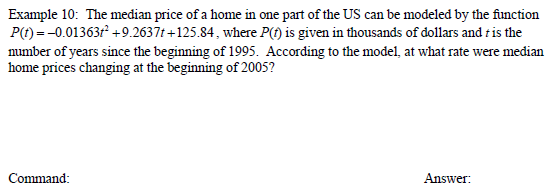 Example 10: The median price of a home in one part of the US can be modeled by the function
P(t) = −0.01363t² + 9.2637t + 125.84, where P(t) is given in thousands of dollars and t is the
number of years since the beginning of 1995. According to the model, at what rate were median
home prices changing at the beginning of 2005?
Command: Answer: